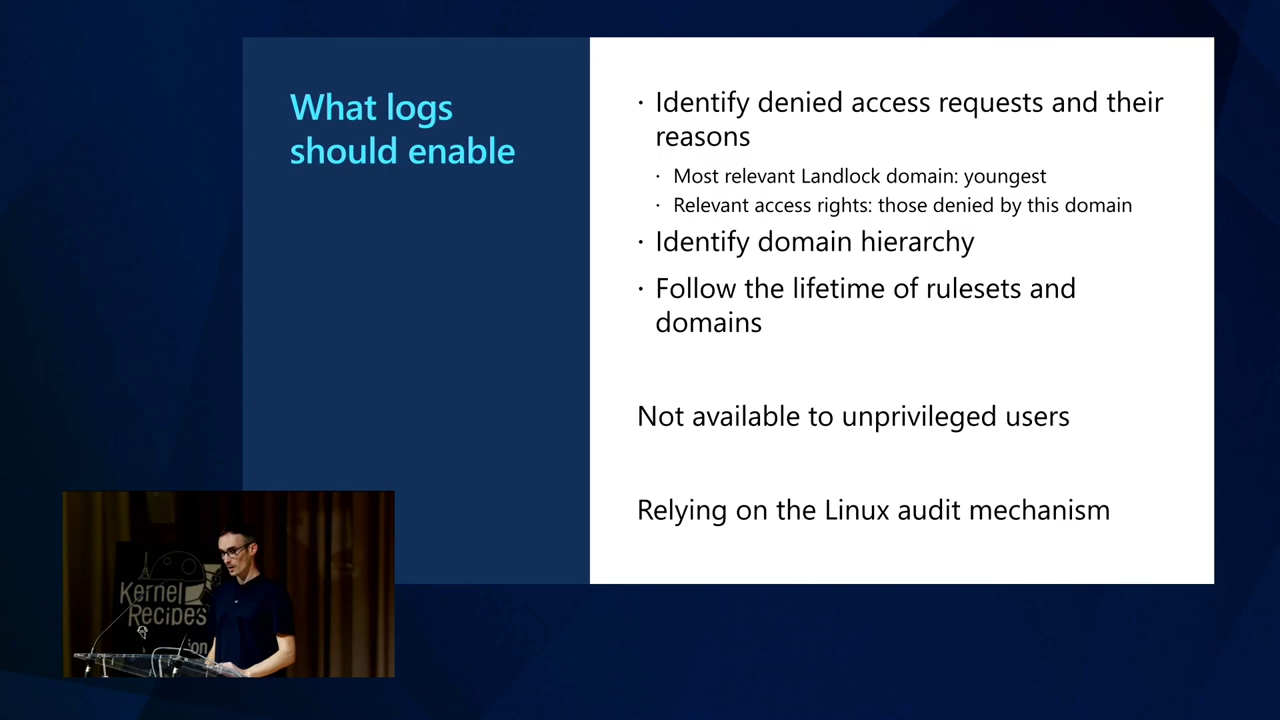 What logs
should enable
· Identify denied access requests and their
reasons
· Most relevant Landlock domain: youngest
· Relevant access rights: those denied by this domain
· Identify domain hierarchy
· Follow the lifetime of rulesets and
domains
Not available to unprivileged users
Relying on the Linux audit mechanism
Kernel
Recipes